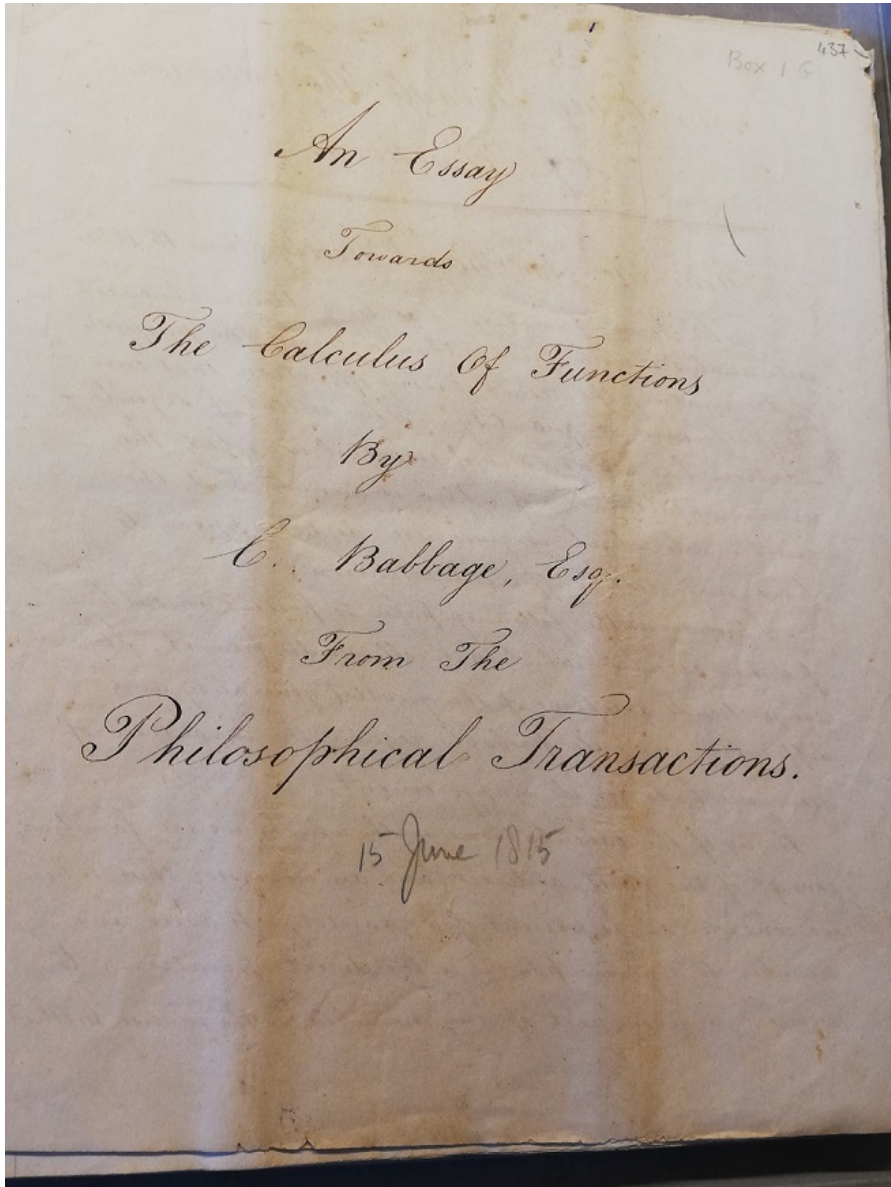 437
Box 1 G
An Essay
Towards
The Calculus Of Functions
By
C. Babbage, Esq.
From The
Philosophical Transactions.
15 June 1815